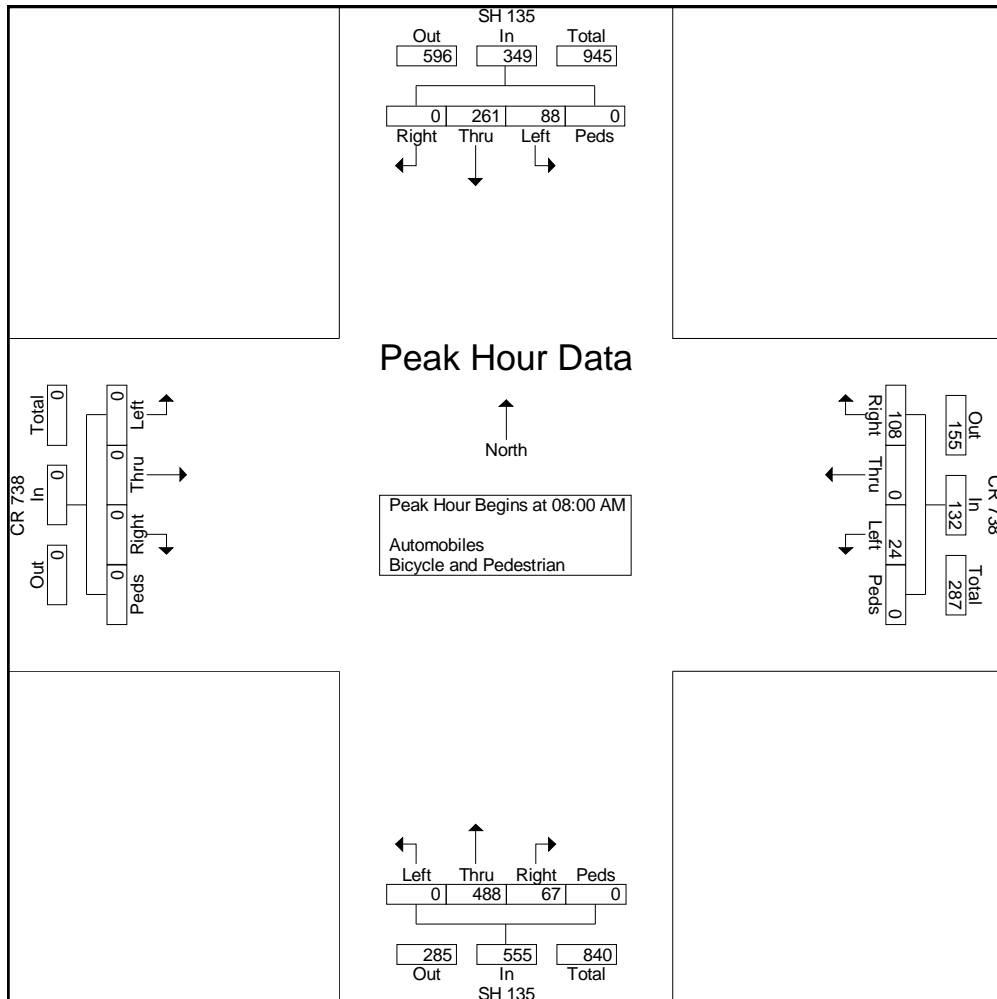 SH 135
Out In Total
596 349 945
0 261 88 0
Right Thru Left Peds
Peak Hour Data
North
Peak Hour Begins at 08:00 AM
Automobiles
Bicycle and Pedestrian
CR 738
Total In Out
0 0 0
0 0 0 0
Left Thru Right Peds
CR 738
Out In Total
155 132 287
108 0 24 0
Right Thru Left Peds
Left Thru Right Peds
0 488 67 0
285 555 840
Out In Total
SH 135